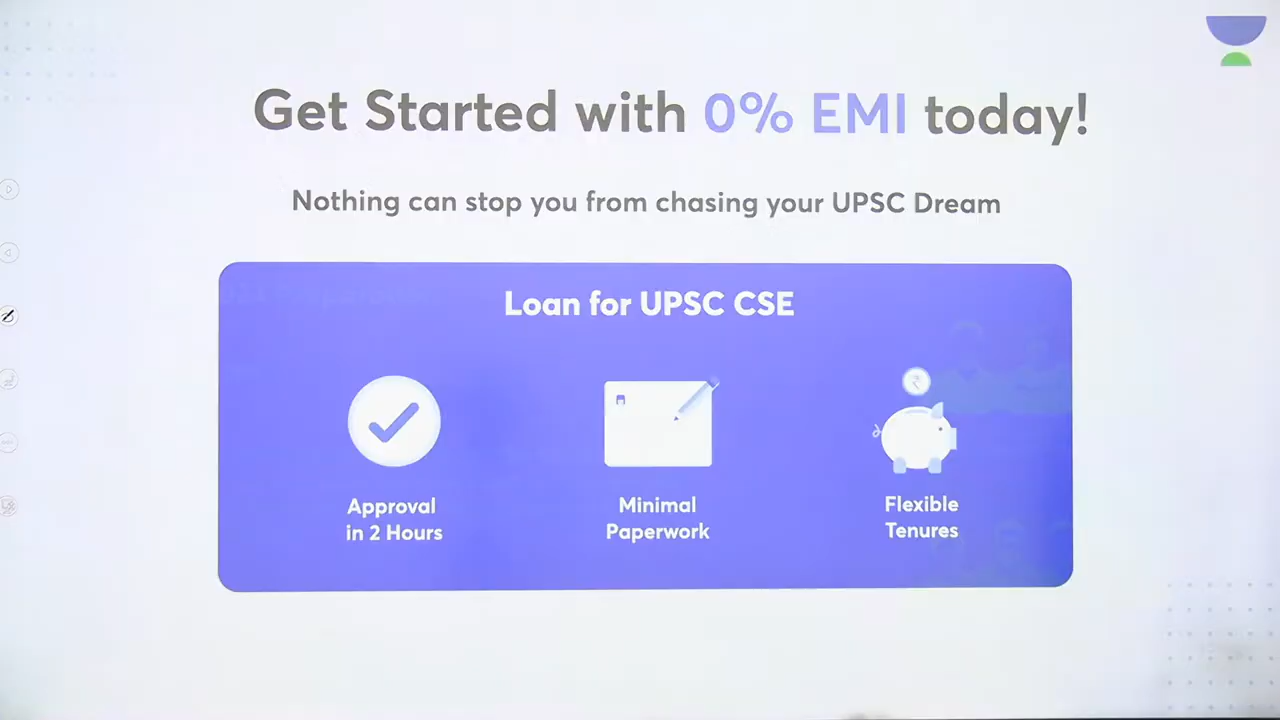 Get Started with 0% EMI today!
Nothing can stop you from chasing your UPSC Dream
Loan for UPSC CSE
Approval
in 2 Hours
Minimal
Paperwork
Flexible
Tenures